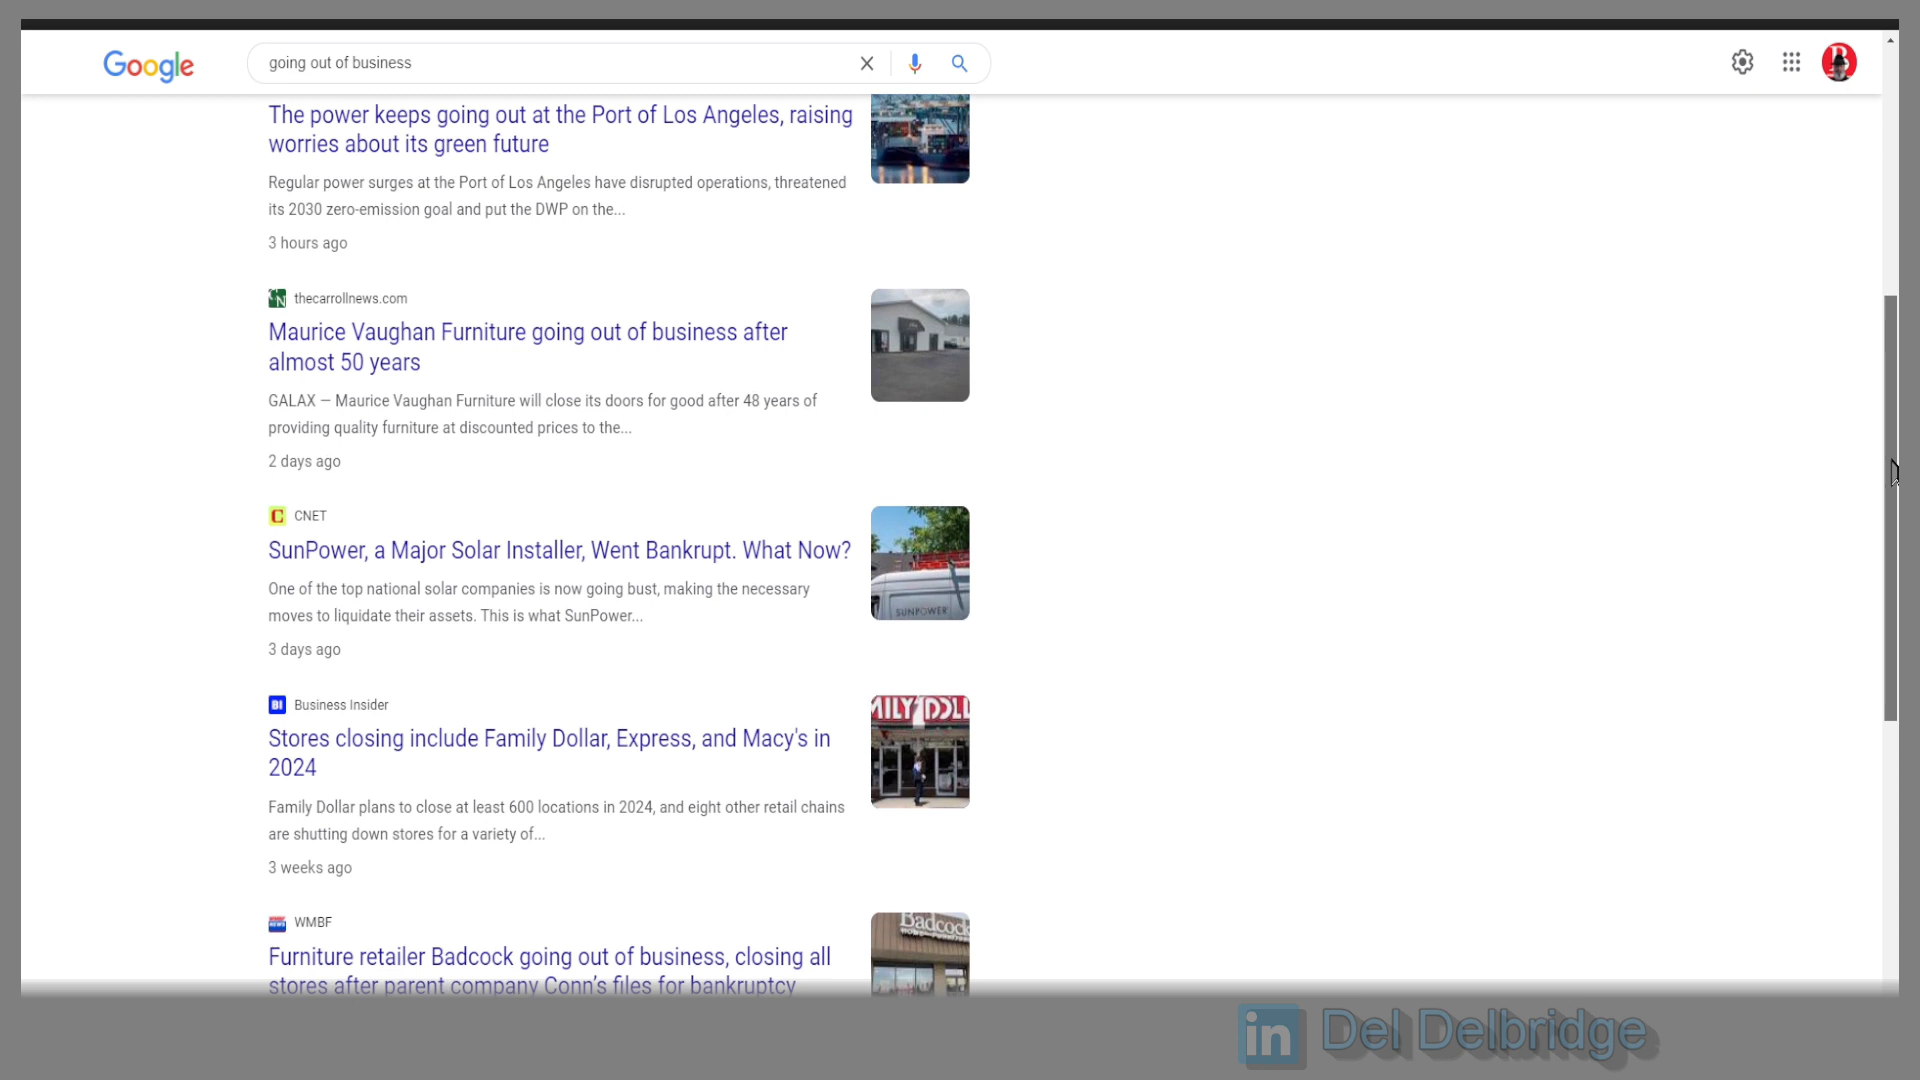 Google
going out of business
The power keeps going out at the Port of Los Angeles, raising
worries about its green future
Regular power surges at the Port of Los Angeles have disrupted operations, threatened
its 2030 zero-emission goal and put the DWP on the...
3 hours ago
thecarrollnews.com
Maurice Vaughan Furniture going out of business after
almost 50 years
GALAX — Maurice Vaughan Furniture will close its doors for good after 48 years of
providing quality furniture at discounted prices to the...
2 days ago
C CNET
SunPower, a Major Solar Installer, Went Bankrupt. What Now?
One of the top national solar companies is now going bust, making the necessary
moves to liquidate their assets. This is what SunPower...
SUNPOWER
3 days ago
BI Business Insider
MILY DOLL
Stores closing include Family Dollar, Express, and Macy's in
2024
Family Dollar plans to close at least 600 locations in 2024, and eight other retail chains
are shutting down stores for a variety of...
3 weeks ago
WMBF
Badcock
Furniture retailer Badcock going out of business, closing all
stores after parent company Conn's files for bankruptcy
in Del Delbridge